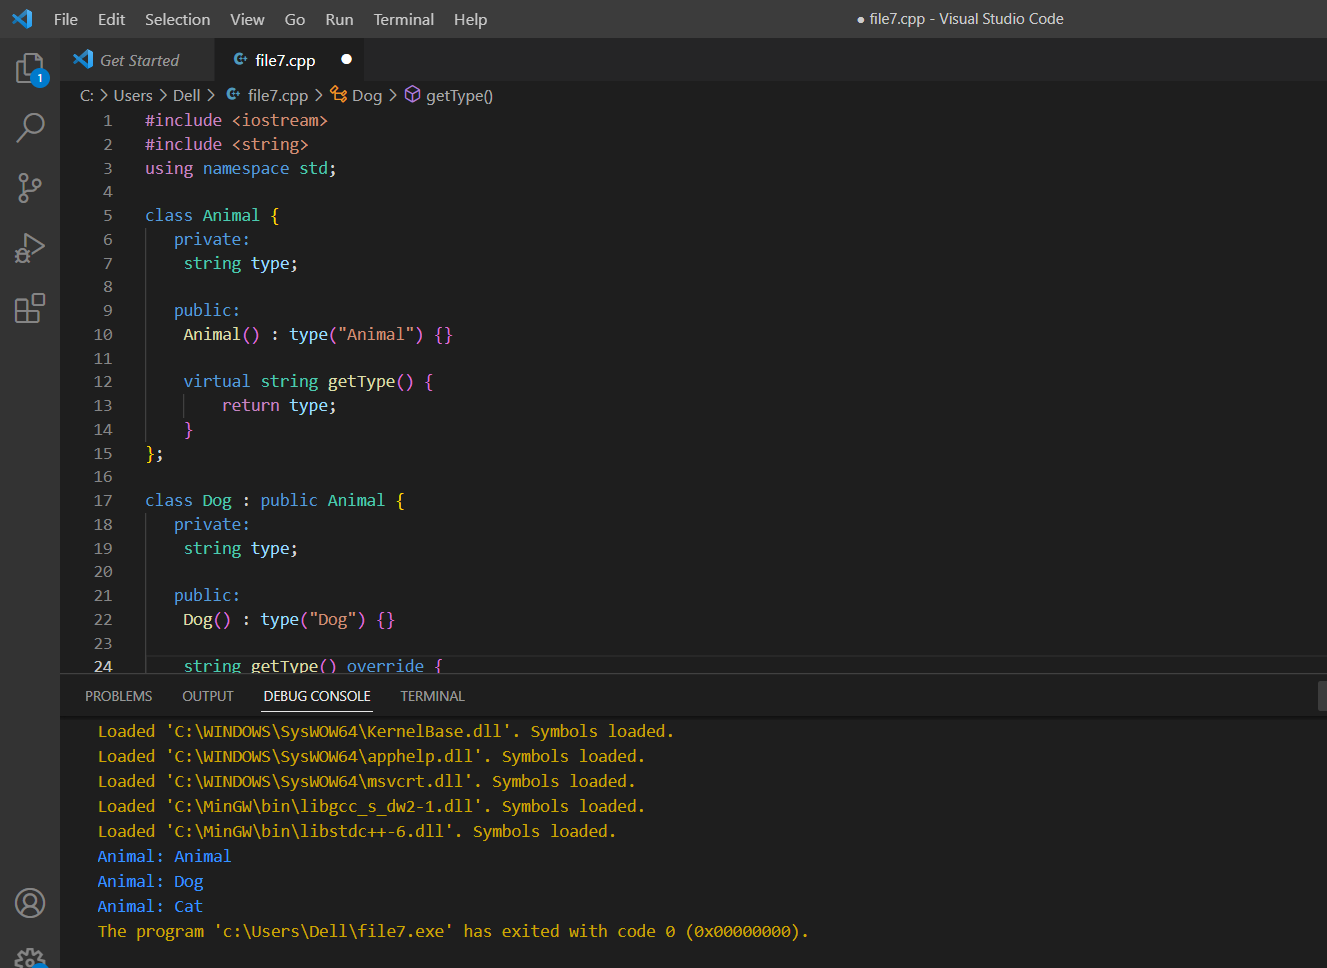 File Edit Selection View Go Run Terminal Help ● file7.cpp - Visual Studio Code
Get Started file7.cpp ●
1
C: > Users > Dell > file7.cpp > Dog > getType()
1 #include <iostream>
2 #include <string>
3 using namespace std;
4
5 class Animal {
6 private:
7 string type;
8
9 public:
10 Animal() : type("Animal") {}
11
12 virtual string getType() {
13 return type;
14 }
15 };
16
17 class Dog : public Animal {
18 private:
19 string type;
20
21 public:
22 Dog() : type("Dog") {}
23
24 string getType() override {
PROBLEMS OUTPUT DEBUG CONSOLE TERMINAL
Loaded 'C:\WINDOWS\SysWOW64\KernelBase.dll'. Symbols loaded.
Loaded 'C:\WINDOWS\SysWOW64\apphelp.dll'. Symbols loaded.
Loaded 'C:\WINDOWS\SysWOW64\msvcrt.dll'. Symbols loaded.
Loaded 'C:\MinGW\bin\libgcc_s_dw2-1.dll'. Symbols loaded.
Loaded 'C:\MinGW\bin\libstdc++-6.dll'. Symbols loaded.
Animal: Animal
Animal: Dog
Animal: Cat
The program 'c:\Users\Dell\file7.exe' has exited with code 0 (0x00000000).